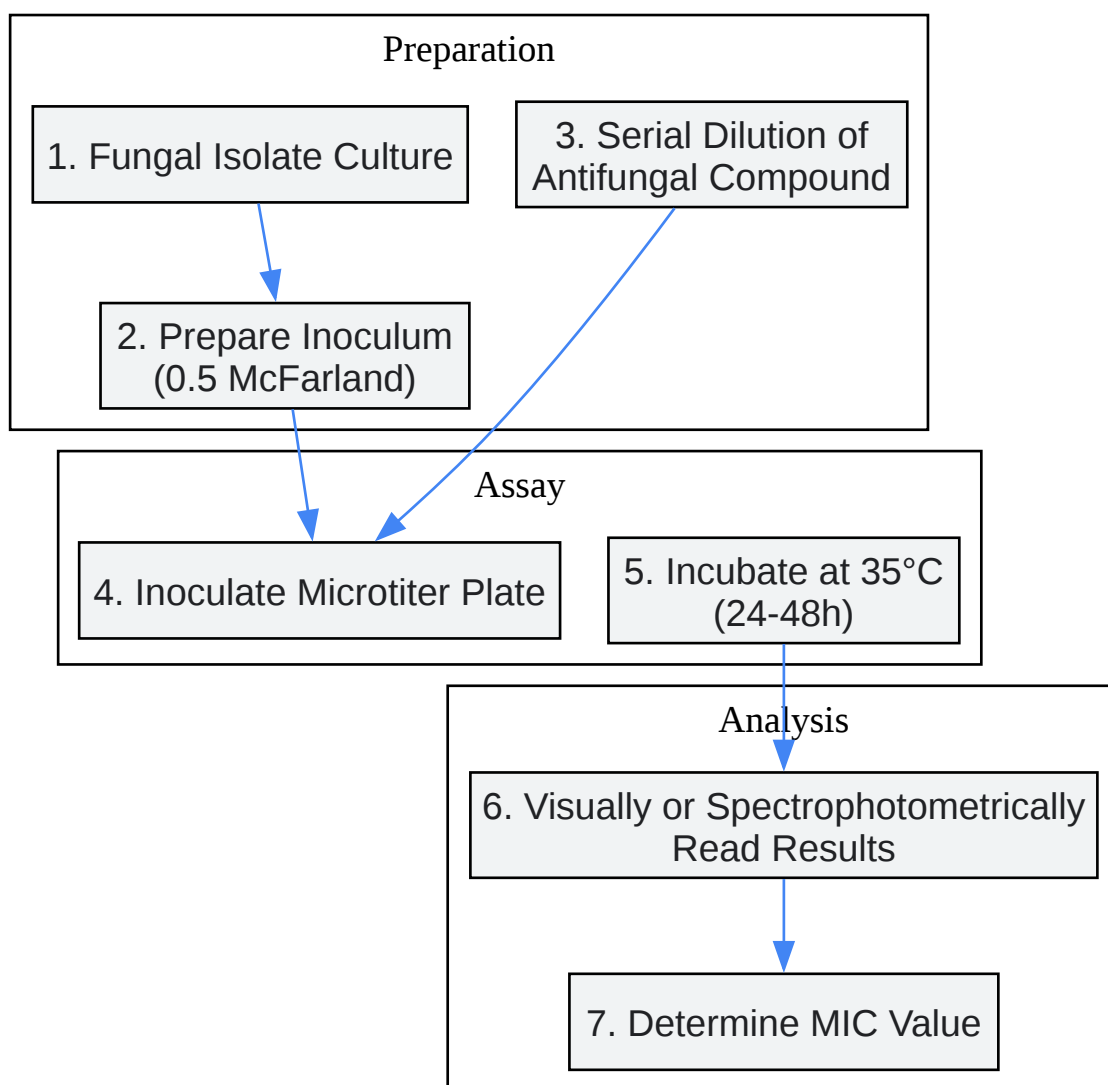 Preparation
1. Fungal Isolate Culture
3. Serial Dilution of
Antifungal Compound
2. Prepare Inoculum
(0.5 McFarland)
Assay
4. Inoculate Microtiter Plate
5. Incubate at 35°C
(24-48h)
Analysis
6. Visually or Spectrophotometrically
Read Results
7. Determine MIC Value